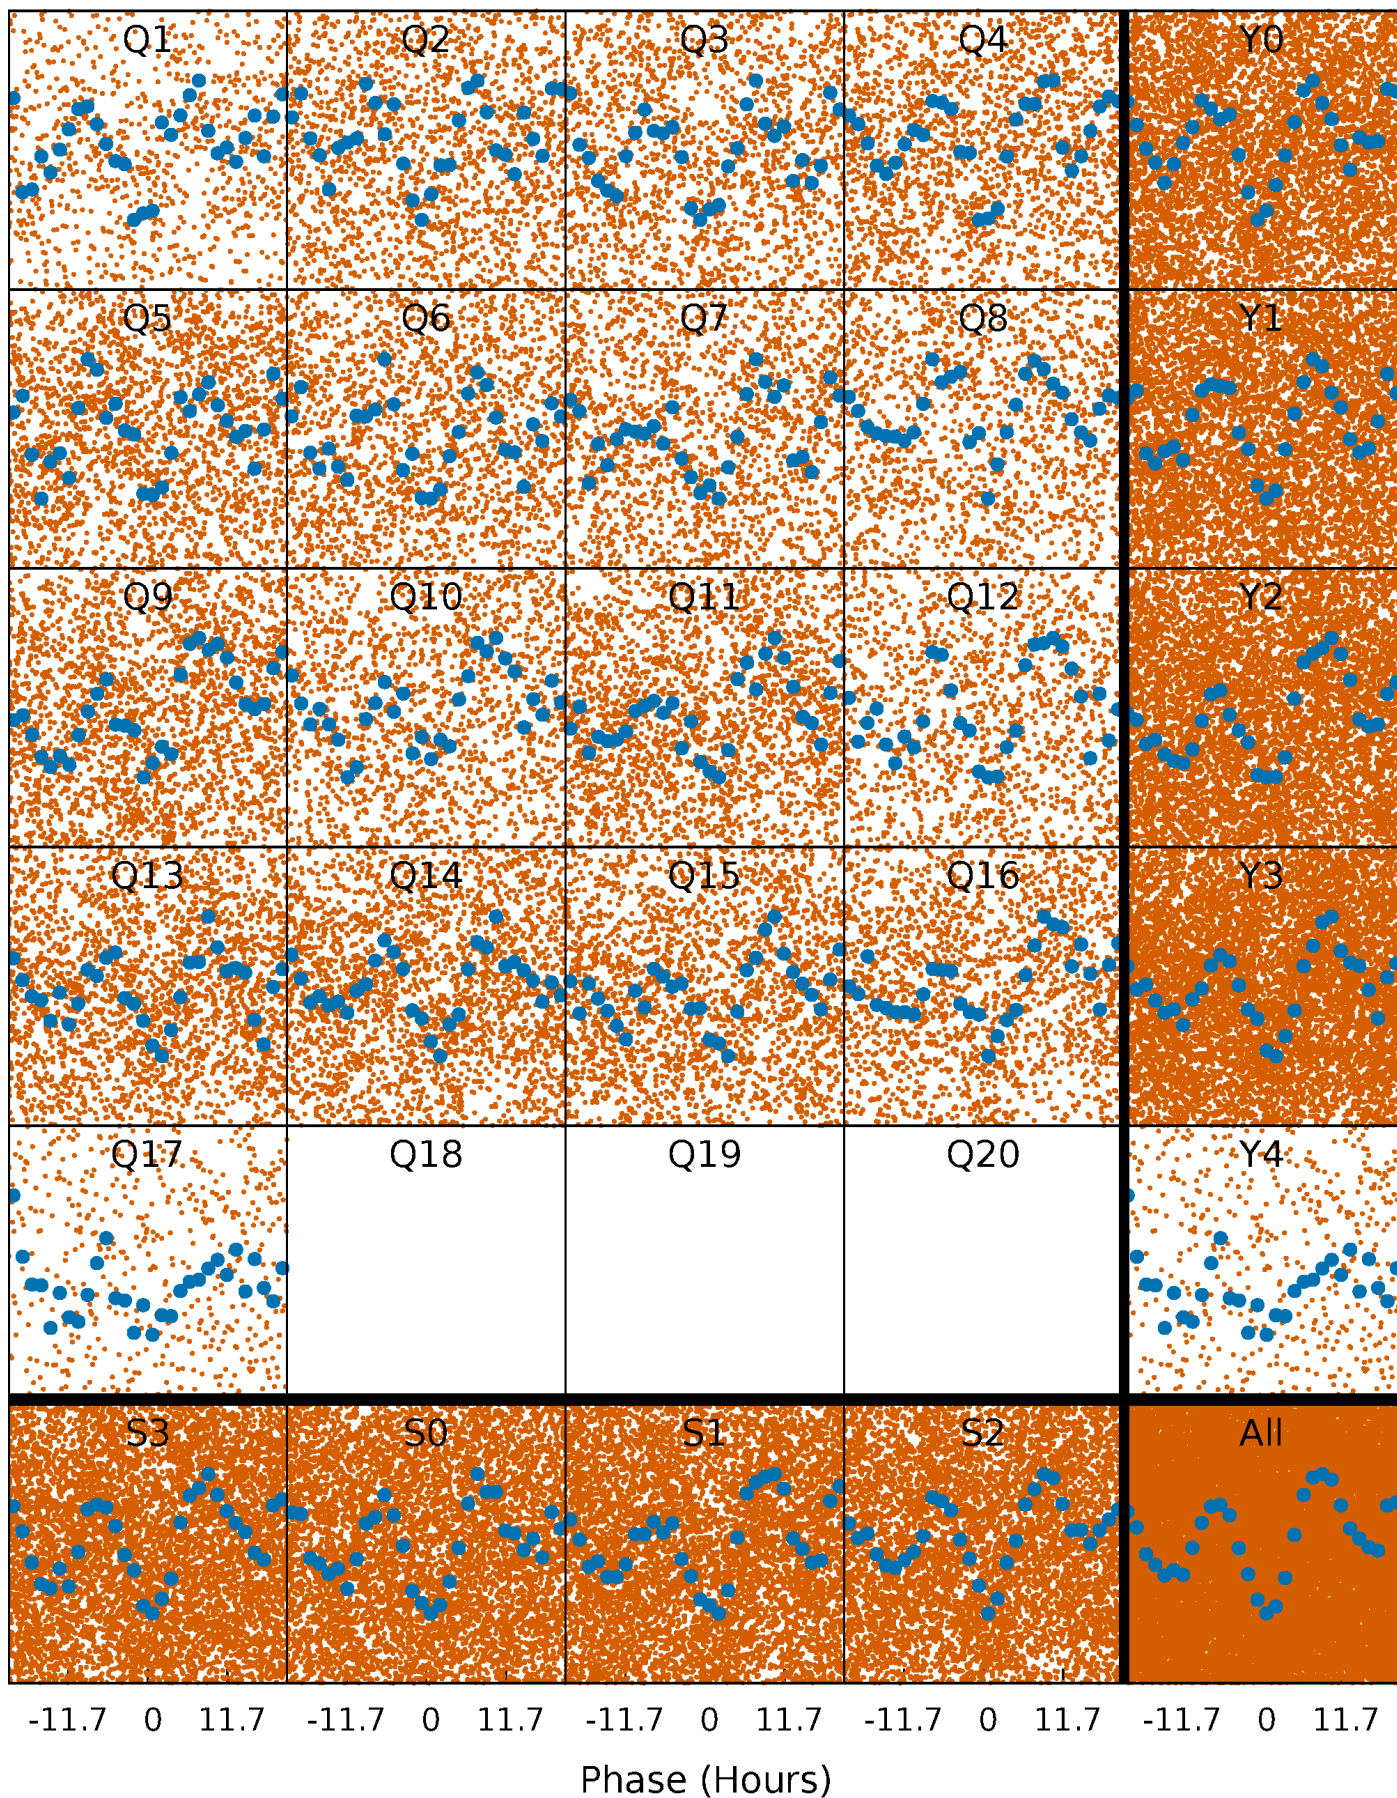 Q1 Q2 Q3 Q4 Y0
Q5 Q6 Q7 Q8 Y1
Q9 Q10 Q11 Q12 Y2
Q13 Q14 Q15 Q16 Y3
Q17 Q18 Q19 Q20 Y4
S3 S0 S1 S2 All
-11.7 0 11.7 -11.7 0 11.7 -11.7 0 11.7 -11.7 0 11.7 -11.7 0 11.7
Phase (Hours)